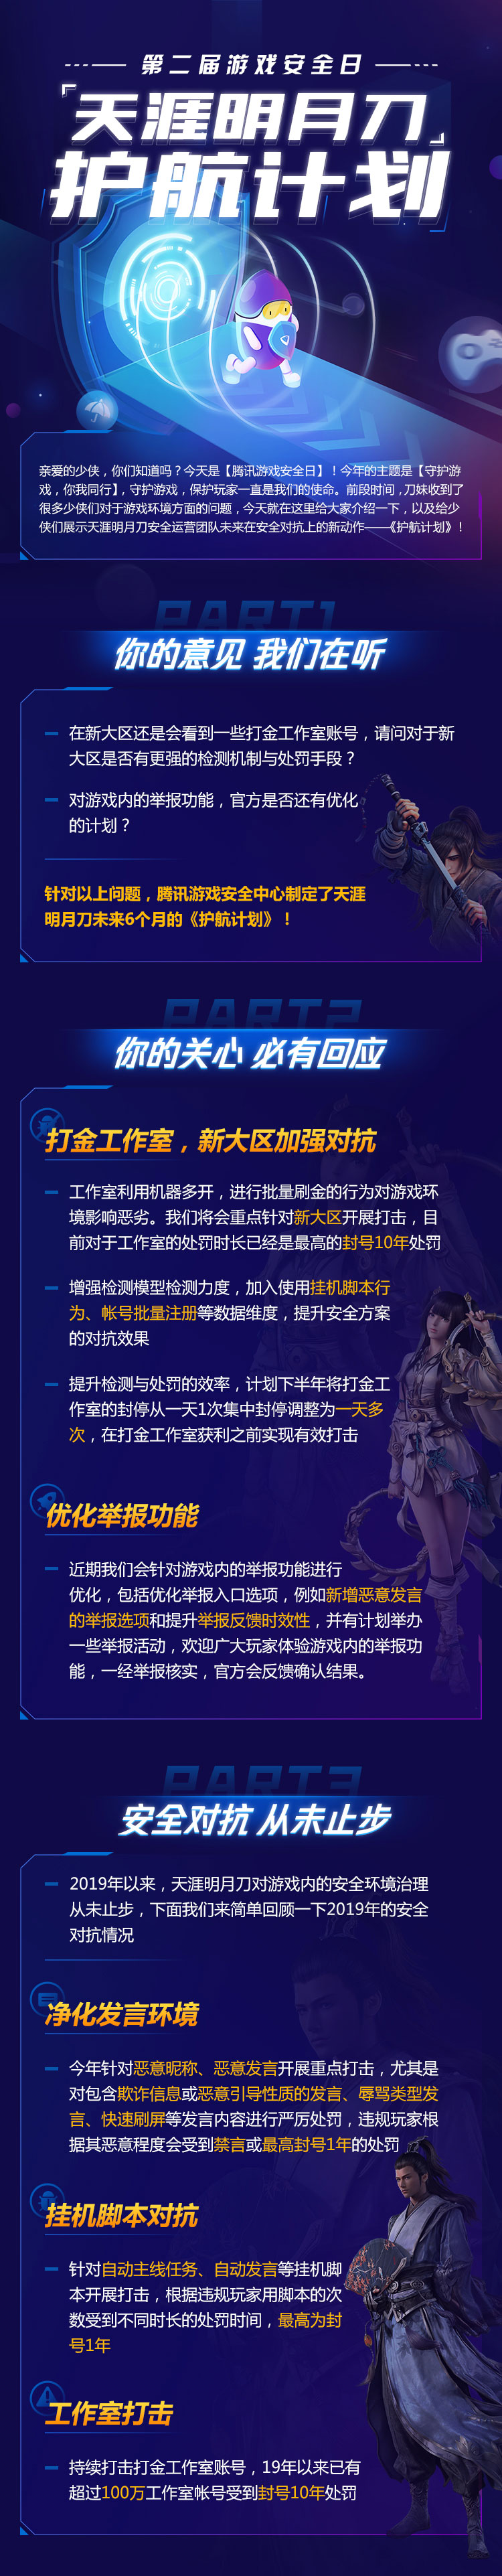 第二届游戏安全日
「天涯明月刀」
护航计划
亲爱的少侠，你们知道吗？今天是【腾讯游戏安全日】！今年的主题是【守护游
戏，你我同行】，守护游戏，保护玩家一直是我们的使命。前段时间，刀妹收到了
很多少侠们对于游戏环境方面的问题，今天就在这里给大家介绍一下，以及给少
侠们展示天涯明月刀安全运营团队未来在安全对抗上的新动作——《护航计划》！
PART1
你的意见 我们在听
在新大区还是会看到一些打金工作室账号，请问对于新
大区是否有更强的检测机制与处罚手段？
对游戏内的举报功能，官方是否还有优化
的计划？
针对以上问题，腾讯游戏安全中心制定了天涯
明月刀未来6个月的《护航计划》！
PART2
你的关心 必有回应
打金工作室，新大区加强对抗
工作室利用机器多开，进行批量刷金的行为对游戏环
境影响恶劣。我们将会重点针对新大区开展打击，目
前对于工作室的处罚时长已经是最高的封号10年处罚
增强检测模型检测力度，加入使用挂机脚本行
为、帐号批量注册等数据维度，提升安全方案
的对抗效果
提升检测与处罚的效率，计划下半年将打金工
作室的封停从一天1次集中封停调整为一天多
次，在打金工作室获利之前实现有效打击
优化举报功能
近期我们会针对游戏内的举报功能进行
优化，包括优化举报入口选项，例如新增恶意发言
的举报选项和提升举报反馈时效性，并有计划举办
一些举报活动，欢迎广大玩家体验游戏内的举报功
能，一经举报核实，官方会反馈确认结果。
PART3
安全对抗 从未止步
2019年以来，天涯明月刀对游戏内的安全环境治理
从未止步，下面我们来简单回顾一下2019年的安全
对抗情况
净化发言环境
今年针对恶意昵称、恶意发言开展重点打击，尤其是
对包含欺诈信息或恶意引导性质的发言、辱骂类型发
言、快速刷屏等发言内容进行严厉处罚，违规玩家根
据其恶意程度会受到禁言或最高封号1年的处罚
挂机脚本对抗
针对自动主线任务、自动发言等挂机脚
本开展打击，根据违规玩家用脚本的次
数受到不同时长的处罚时间，最高为封
号1年
工作室打击
持续打击打金工作室账号，19年以来已有
超过100万工作室帐号受到封号10年处罚